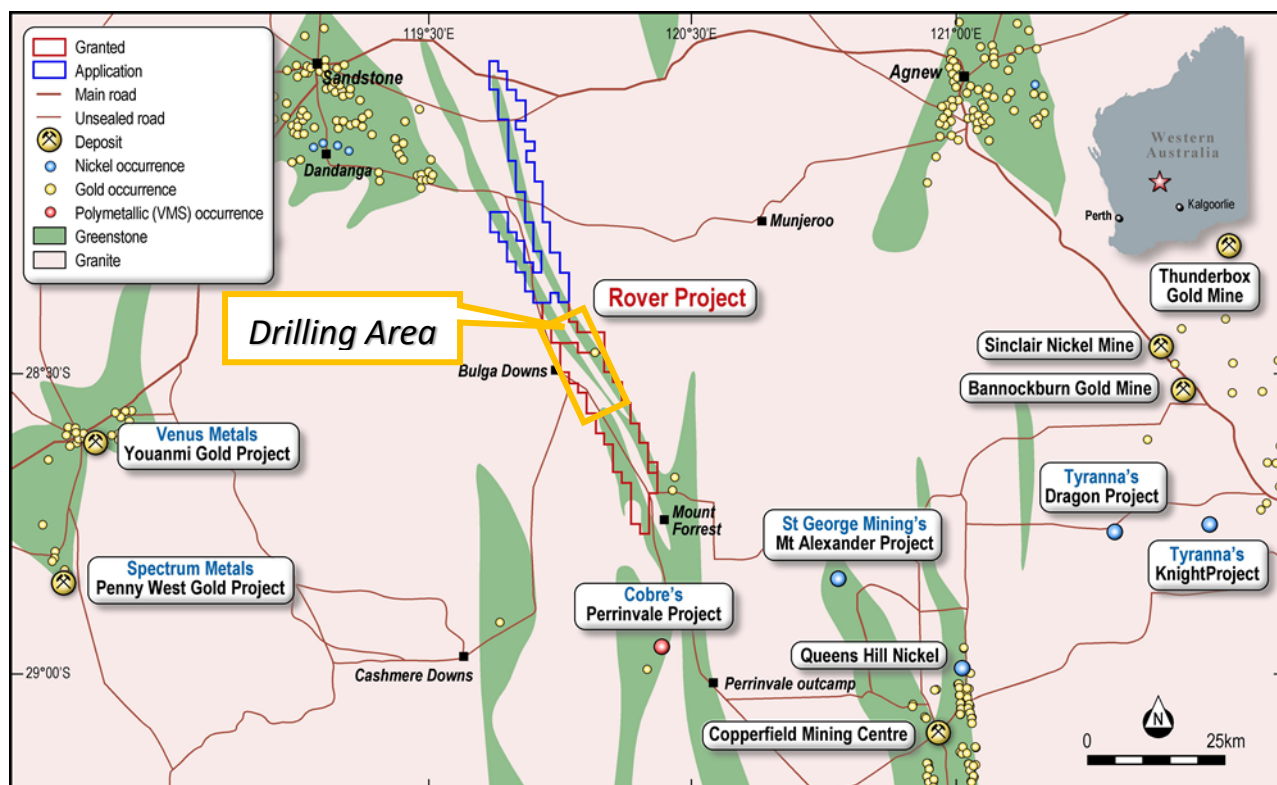 Granted
Application
Main road
Unsealed road
Deposit
Nickel occurrence
Gold occurrence
Polymetallic (VMS) occurrence
Greenstone
Granite
119°30'
120°30'
121°00'
Sandstone
Dandanga
Agnew
Munjeroo
Western
Australia
Perth
Kalgoorlie
Thunderbox
Gold Mine
Rover Project
Drilling Area
Sinclair Nickel Mine
Bannockburn Gold Mine
28°30'
Bulga Downs
Venus Metals
Youanmi Gold Project
Tyranna's
Dragon Project
Mount
Forrest
St George Mining's
Mt Alexander Project
Tyranna's
KnightProject
Spectrum Metals
Penny West Gold Project
Cobre's
Perrinvale Project
Queens Hill Nickel
29°00'S
Cashmere Downs
Perrinvale outcamp
Copperfield Mining Centre
N
0 25km